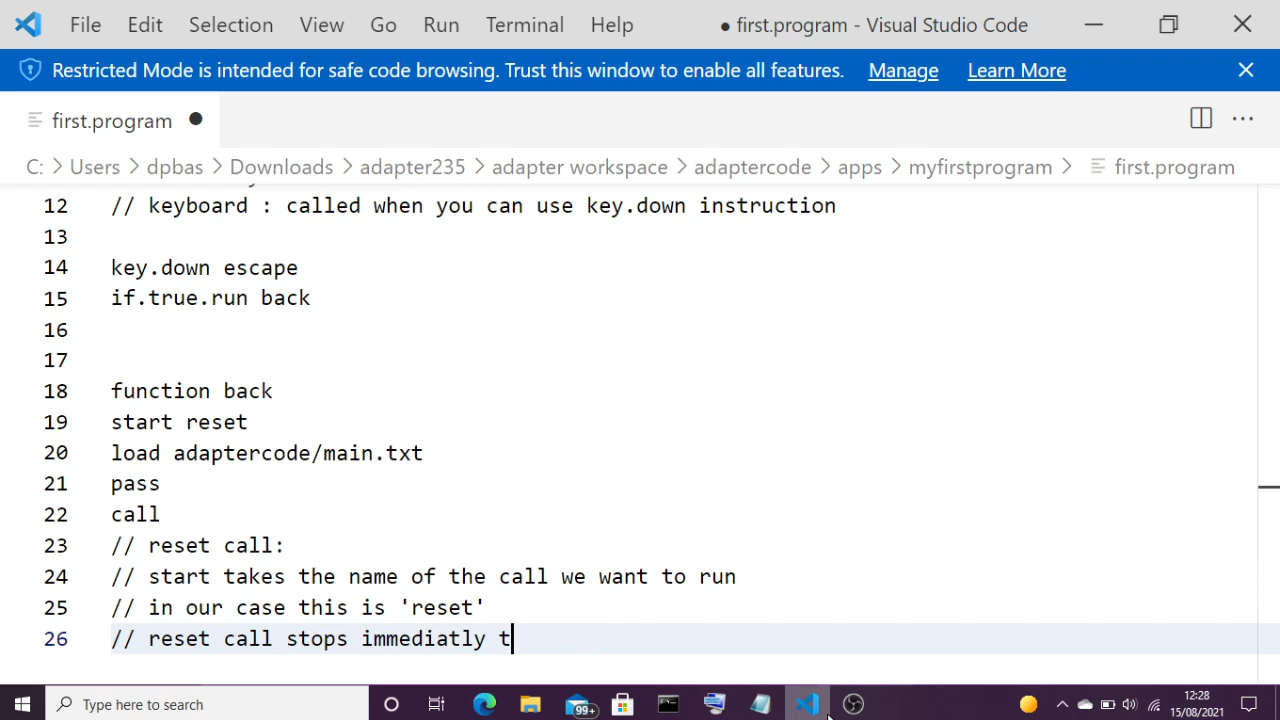 File Edit Selection View Go Run Terminal Help ● first.program - Visual Studio Code
Restricted Mode is intended for safe code browsing. Trust this window to enable all features. Manage Learn More
first.program
C: > Users > dpbas > Downloads > adapter235 > adapter workspace > adaptercode > apps > myfirstprogram > first.program
12 // keyboard : called when you can use key.down instruction
13
14 key.down escape
15 if.true.run back
16
17
18 function back
19 start reset
20 load adaptercode/main.txt
21 pass
22 call
23 // reset call:
24 // start takes the name of the call we want to run
25 // in our case this is 'reset'
26 // reset call stops immediatly t
Type here to search
99+
12:28
15/08/2021